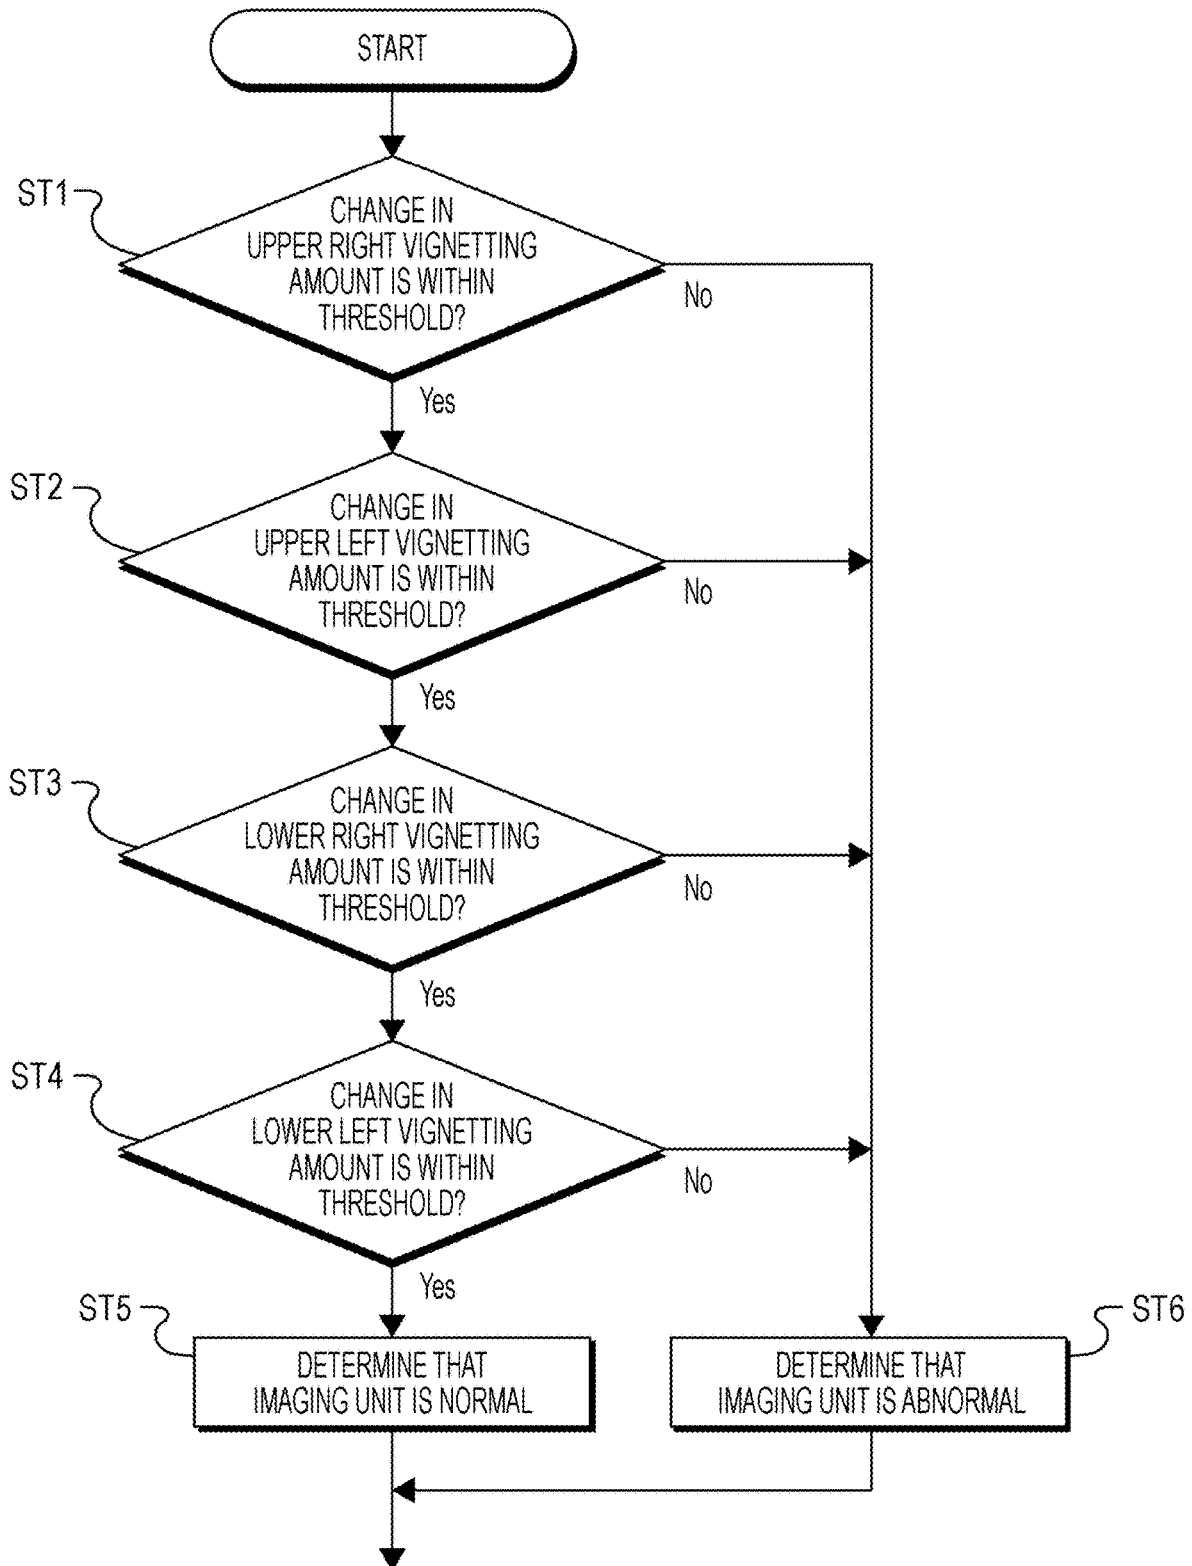 START
ST1
CHANGE IN
UPPER RIGHT VIGNETTING
AMOUNT IS WITHIN
THRESHOLD?
No
Yes
ST2
CHANGE IN
UPPER LEFT VIGNETTING
AMOUNT IS WITHIN
THRESHOLD?
No
Yes
ST3
CHANGE IN
LOWER RIGHT VIGNETTING
AMOUNT IS WITHIN
THRESHOLD?
No
Yes
ST4
CHANGE IN
LOWER LEFT VIGNETTING
AMOUNT IS WITHIN
THRESHOLD?
No
Yes
ST5
DETERMINE THAT
IMAGING UNIT IS NORMAL
ST6
DETERMINE THAT
IMAGING UNIT IS ABNORMAL